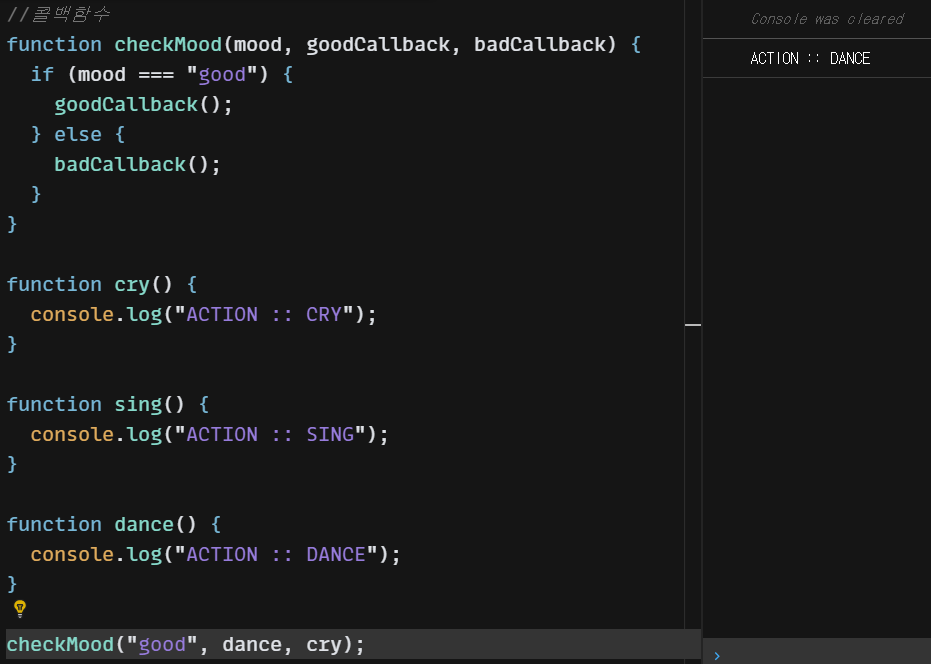 //콜백함수
function checkMood(mood, goodCallback, badCallback) {
  if (mood === "good") {
    goodCallback();
  } else {
    badCallback();
  }
}

function cry() {
  console.log("ACTION :: CRY");
}

function sing() {
  console.log("ACTION :: SING");
}

function dance() {
  console.log("ACTION :: DANCE");
}

checkMood("good", dance, cry);
Console was cleared
ACTION :: DANCE
›